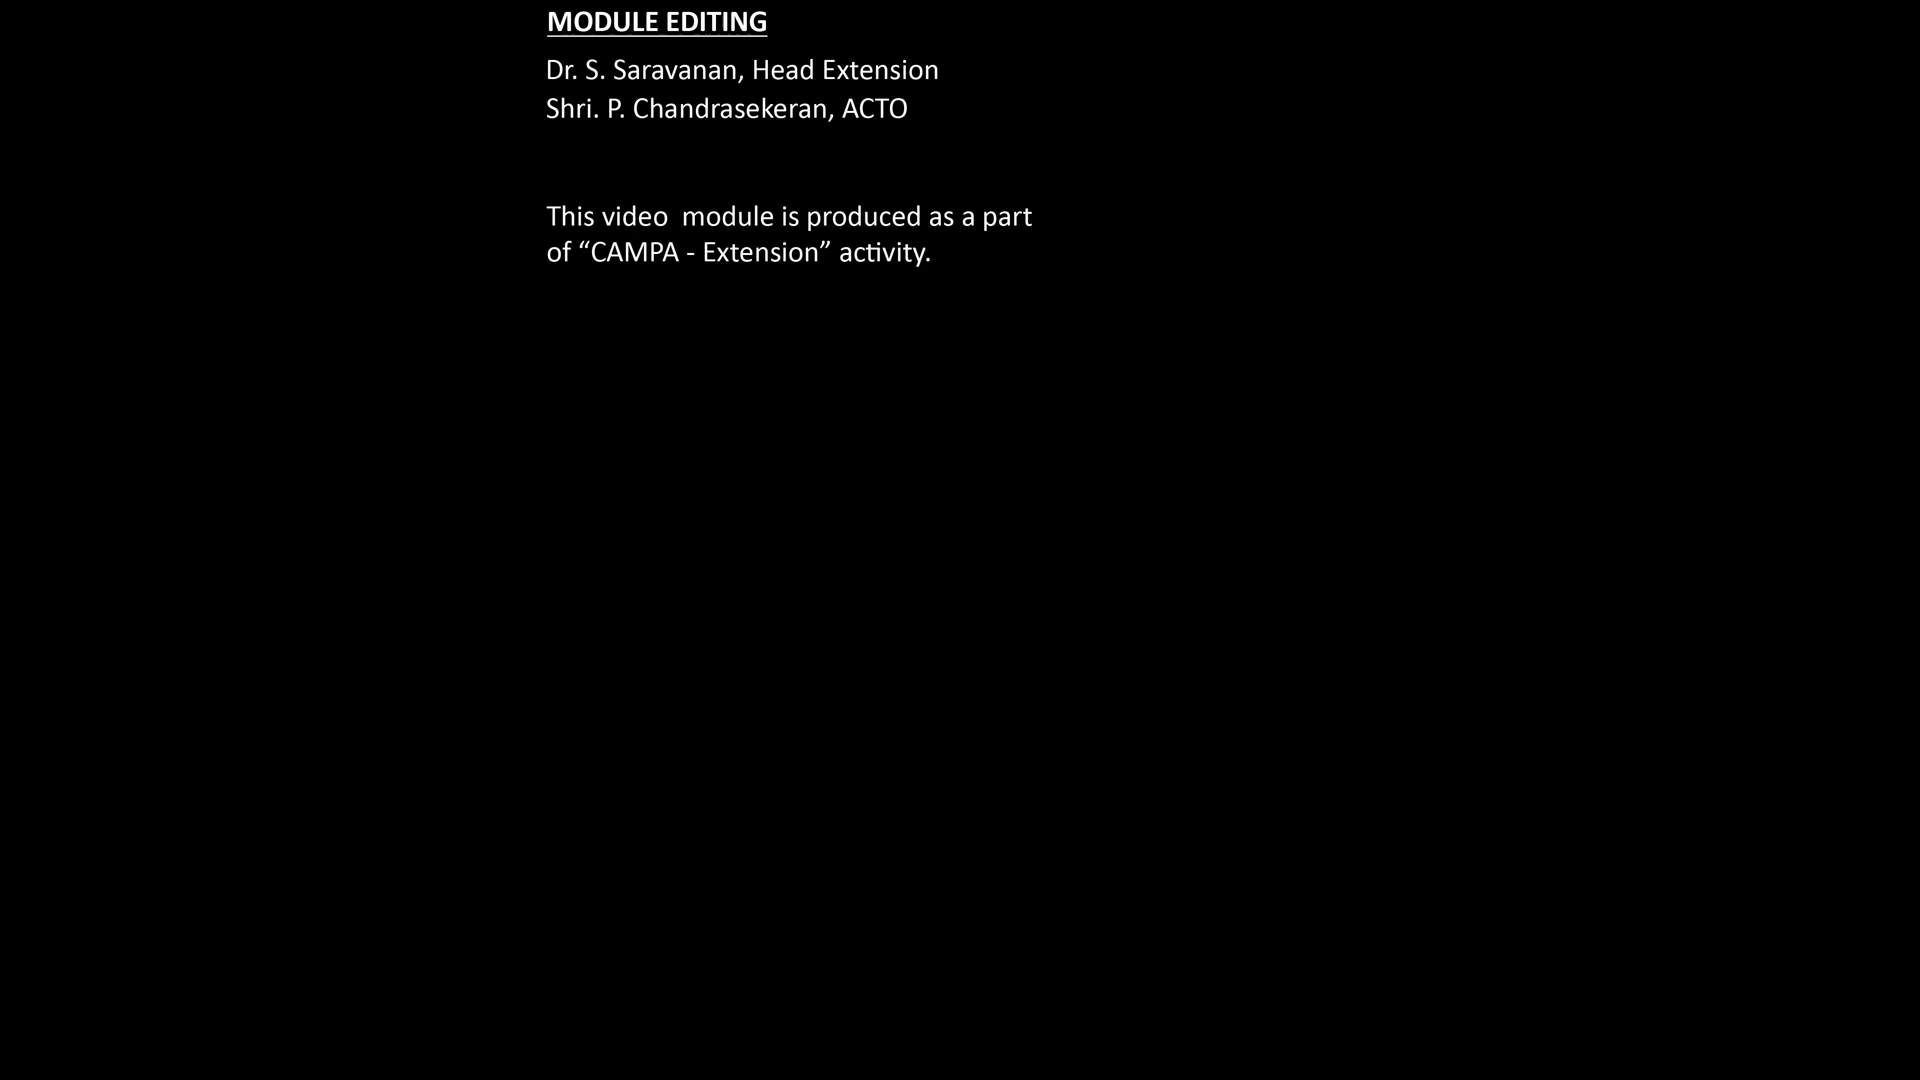 MODULE EDITING
Dr. S. Saravanan, Head Extension
Shri. P. Chandrasekeran, ACTO
This video  module is produced as a part
of “CAMPA - Extension” activity.